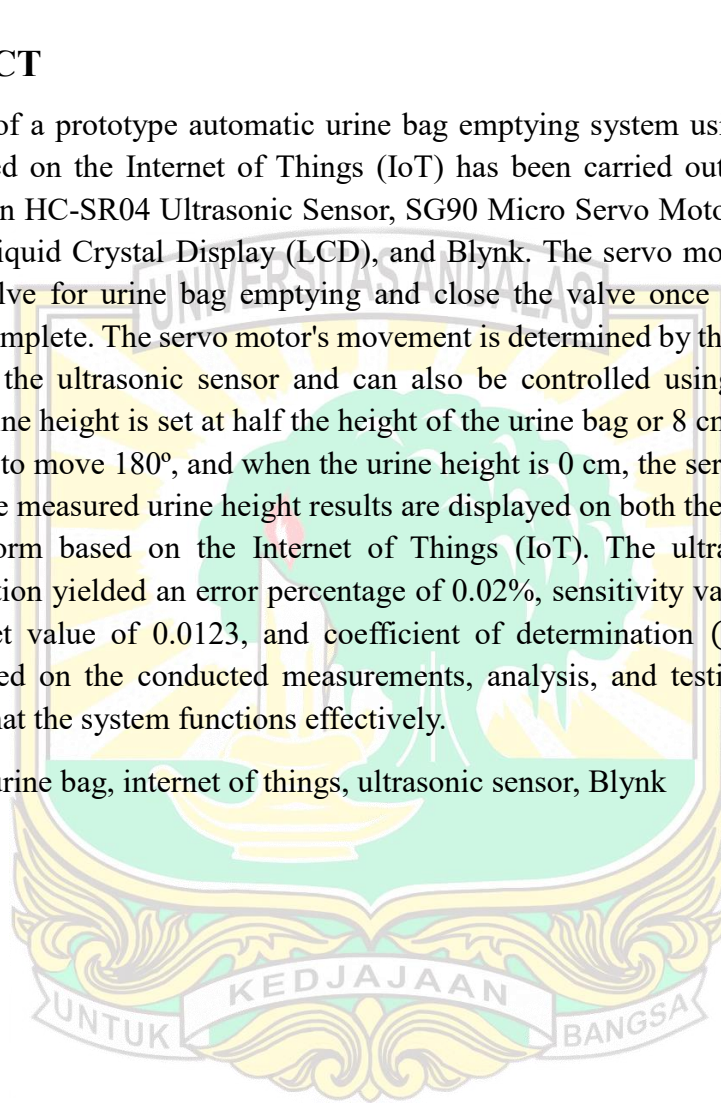 CT
of a prototype automatic urine bag emptying system usi
ed on the Internet of Things (IoT) has been carried out
n HC-SR04 Ultrasonic Sensor, SG90 Micro Servo Moto
iquid Crystal Display (LCD), and Blynk. The servo mo
lve for urine bag emptying and close the valve once
mplete. The servo motor's movement is determined by th
the ultrasonic sensor and can also be controlled using
ine height is set at half the height of the urine bag or 8 cm
to move 180º, and when the urine height is 0 cm, the ser
e measured urine height results are displayed on both the
orm based on the Internet of Things (IoT). The ultra
tion yielded an error percentage of 0.02%, sensitivity va
et value of 0.0123, and coefficient of determination (
ed on the conducted measurements, analysis, and testi
hat the system functions effectively.
urine bag, internet of things, ultrasonic sensor, Blynk
UNIVERSITAS ANDALAS
UNTUK KEDJAJAAN BANGSA